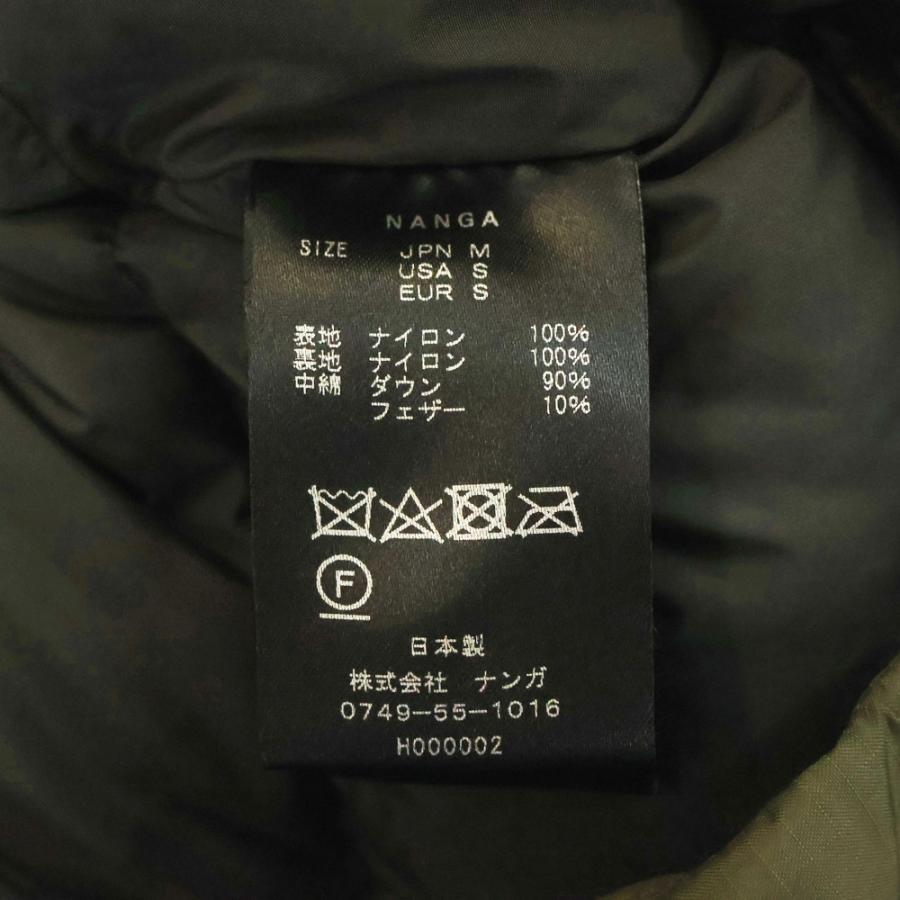 NANGA
SIZE JPN M
USA S
EUR S
表地 ナイロン 100%
裏地 ナイロン 100%
中綿 ダウン 90%
フェザー 10%
F
日本製
株式会社 ナンガ
0749-55-1016
H000002